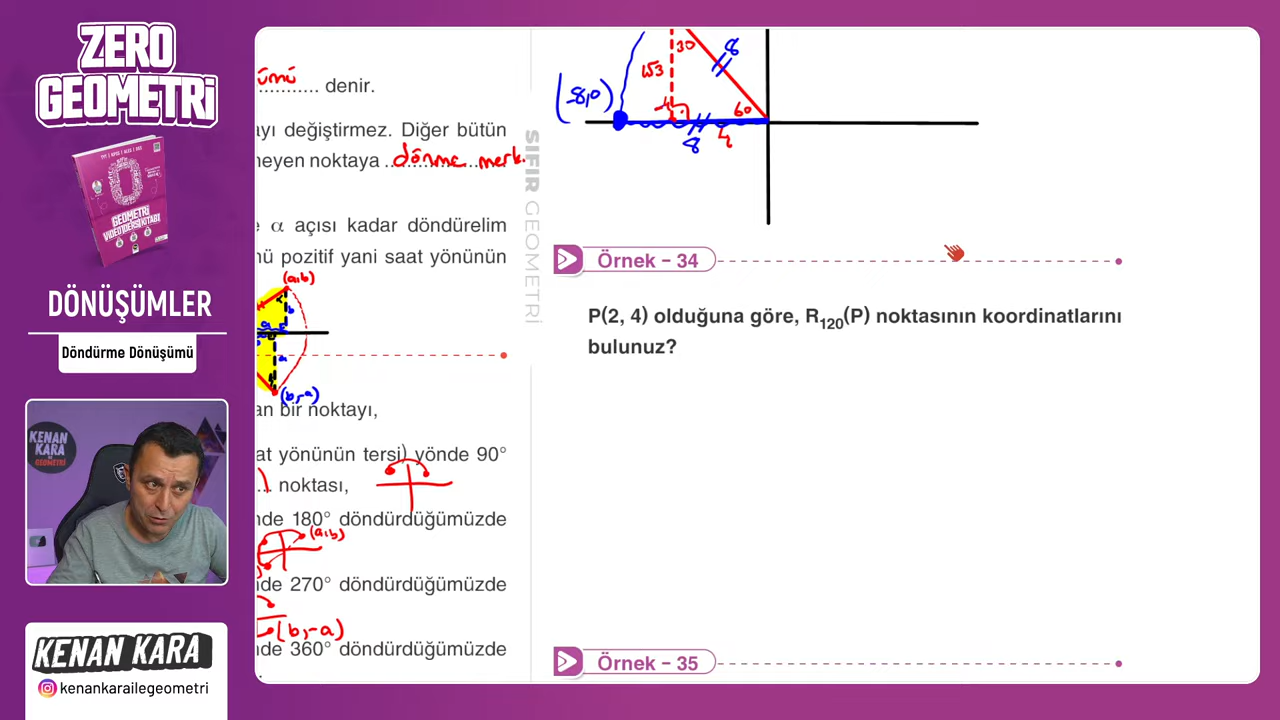 ZERO
GEOMETRİ
GEOMETRİ
VİDEO DERS KİTABI
DÖNÜŞÜMLER
Döndürme Dönüşümü
KENAN
KARA
GEOMETRİ
KENAN KARA
kenankarailegeometri
ümü denir.
ayı değiştirmez. Diğer bütün
meyen noktaya dönme merk.
e α açısı kadar döndürelim
nü pozitif yani saat yönünün
(a,b)
(b,-a)
an bir noktayı,
at yönünün tersi) yönde 90°
noktası,
nde 180° döndürdüğümüzde
(a,b)
nde 270° döndürdüğümüzde
(b,-a)
nde 360° döndürdüğümüzde
SIFIR GEOMETRİ
30
8
60
8
4
Örnek - 34
P(2, 4) olduğuna göre, R120(P) noktasının koordinatlarını
bulunuz?
Örnek - 35